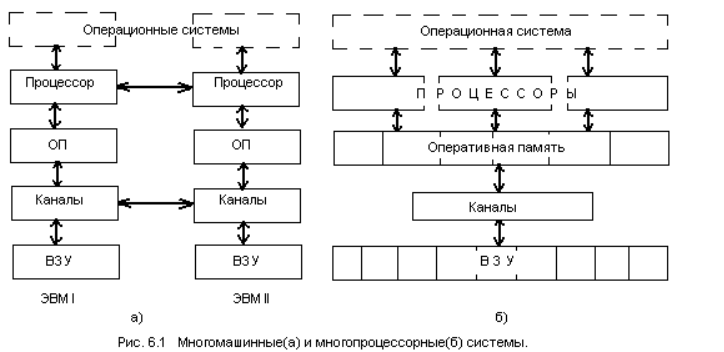 Операционные системы
Операционная система
Процессор
Процессор
П Р О Ц Е С С О Р Ы
ОП
ОП
Оперативная память
Каналы
Каналы
Каналы
ВЗУ
ВЗУ
В З У
ЭВМ I
ЭВМ II
а)
б)
Рис. 6.1 Многомашинные(а) и многопроцессорные(б) системы.